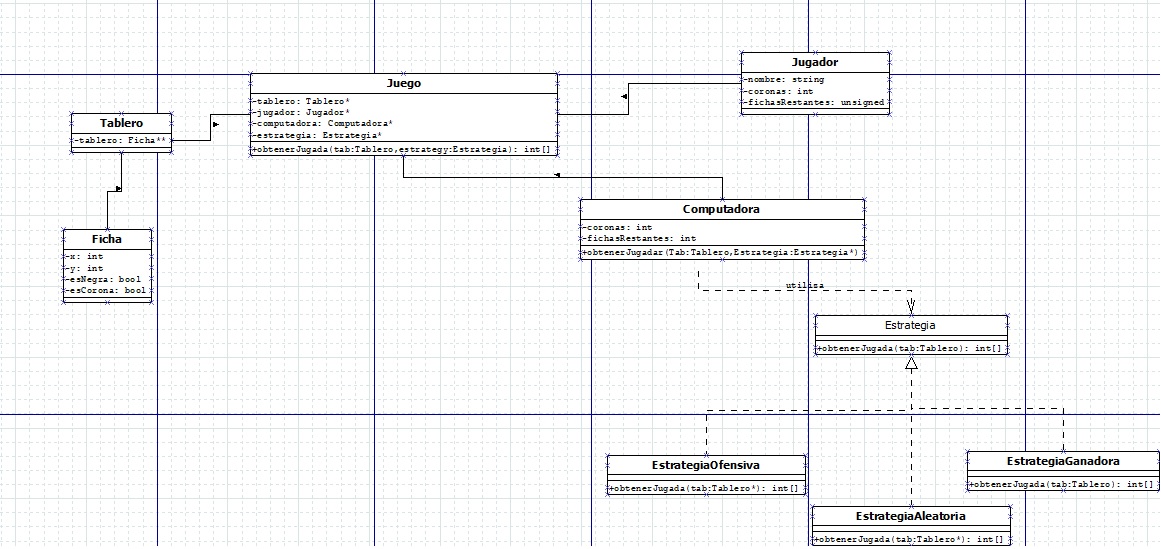 Jugador
-nombre: string
-coronas: int
-fichasRestantes: unsigned
Juego
-tablero: Tablero*
-jugador: Jugador*
-computadora: Computadora*
-estrategia: Estrategia*
+obtenerJugada(tab:Tablero,estrategy:Estrategia): int[]
Tablero
-tablero: Ficha**
Computadora
-coronas: int
-fichasRestantes: int
+obtenerJugadar(Tab:Tablero,Estrategia:Estrategia*)
Ficha
-x: int
-y: int
-esNegra: bool
-esCorona: bool
utiliza
Estrategia
+obtenerJugada(tab:Tablero): int[]
EstrategiaOfensiva
+obtenerJugada(tab:Tablero*): int[]
EstrategiaGanadora
+obtenerJugada(tab:Tablero): int[]
EstrategiaAleatoria
+obtenerJugada(tab:Tablero*): int[]